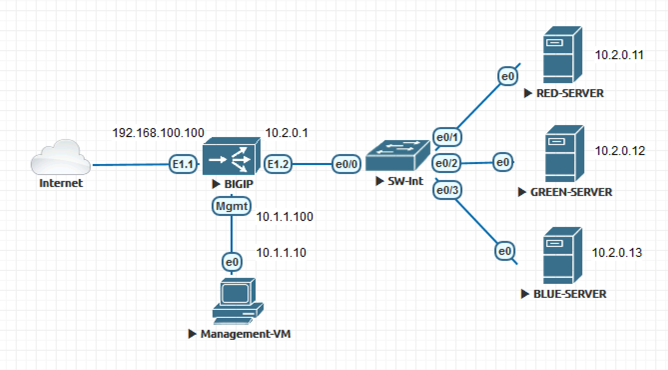 10.2.0.11
e0
RED-SERVER
192.168.100.100
10.2.0.1
e0/1
E1.1
E1.2
e0/0
e0/2
e0
10.2.0.12
Internet
BIGIP
SW-Int
e0/3
GREEN-SERVER
Mgmt
10.1.1.100
10.1.1.10
e0
e0
10.2.0.13
BLUE-SERVER
Management-VM